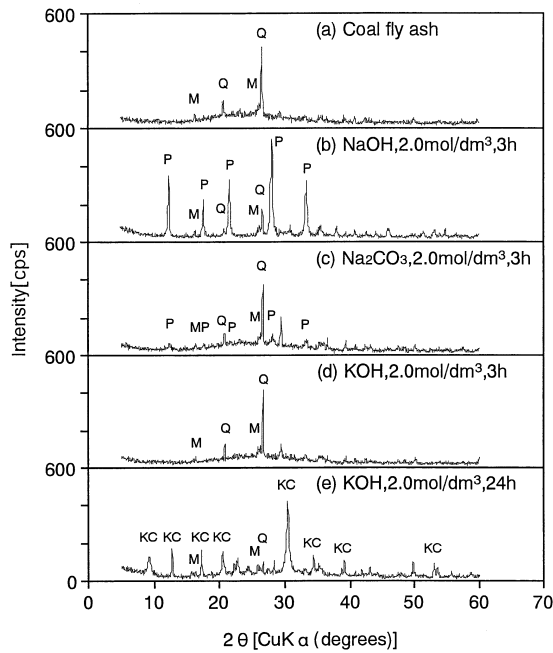 600
(a) Coal fly ash
Q
M
Q
M
600
(b) NaOH,2.0mol/dm³,3h
P
P
P
M
Q
M
Q
P
P
600
(c) Na₂CO₃,2.0mol/dm³,3h
P
M P
Q
P
M
Q
P
P
600
(d) KOH,2.0mol/dm³,3h
M
Q
M
Q
600
(e) KOH,2.0mol/dm³,24h
KC KC KC KC
M
M
Q
KC
KC
KC
KC
0
0 10 20 30 40 50 60 70
Intensity[cps]
2 θ [CuK α (degrees)]